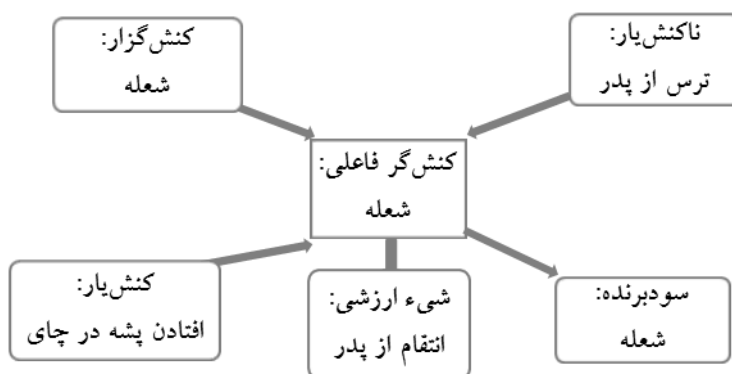 ناکنش‌یار:
ترس از پدر
کنش‌گزار:
شعله
کنش‌گر فاعلی:
شعله
سودبرنده:
شعله
شیء ارزشی:
انتقام از پدر
کنش‌یار:
افتادن پشه در چای